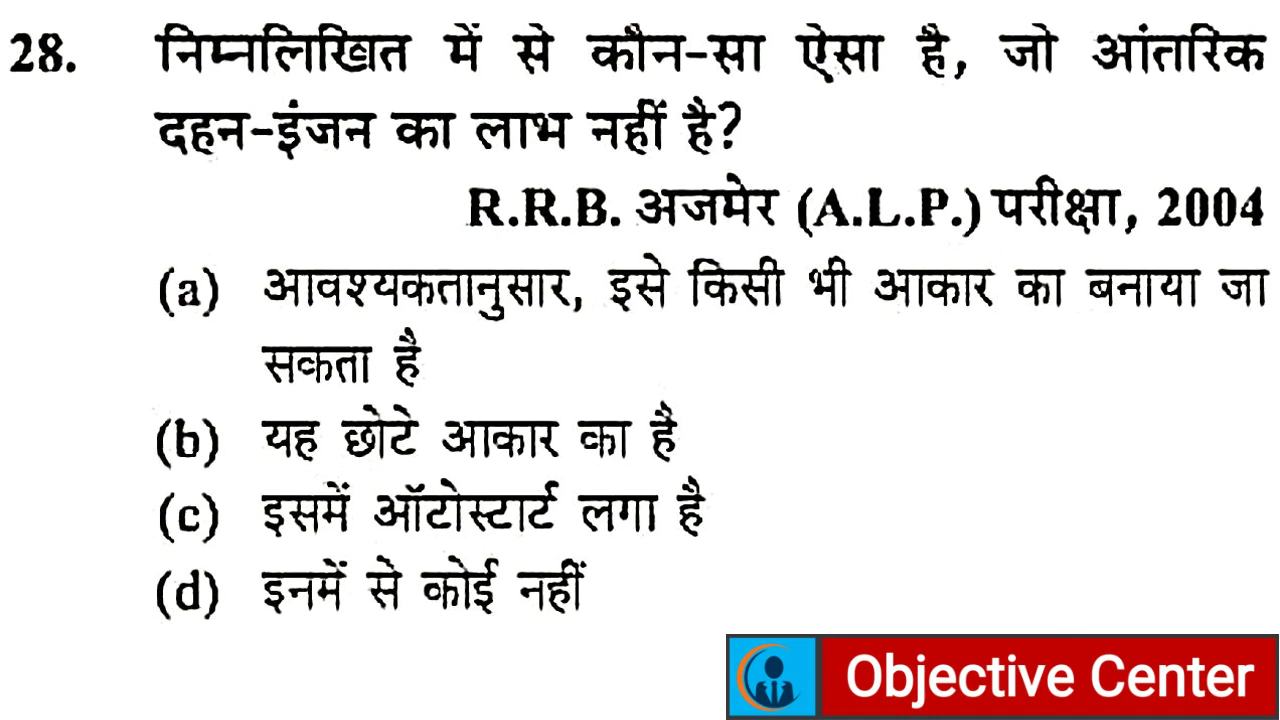 28. निम्नलिखित में से कौन-सा ऐसा है, जो आंतरिक
दहन-इंजन का लाभ नहीं है?
R.R.B. अजमेर (A.L.P.) परीक्षा, 2004
(a) आवश्यकतानुसार, इसे किसी भी आकार का बनाया जा
सकता है
(b) यह छोटे आकार का है
(c) इसमें ऑटोस्टार्ट लगा है
(d) इनमें से कोई नहीं
Objective Center